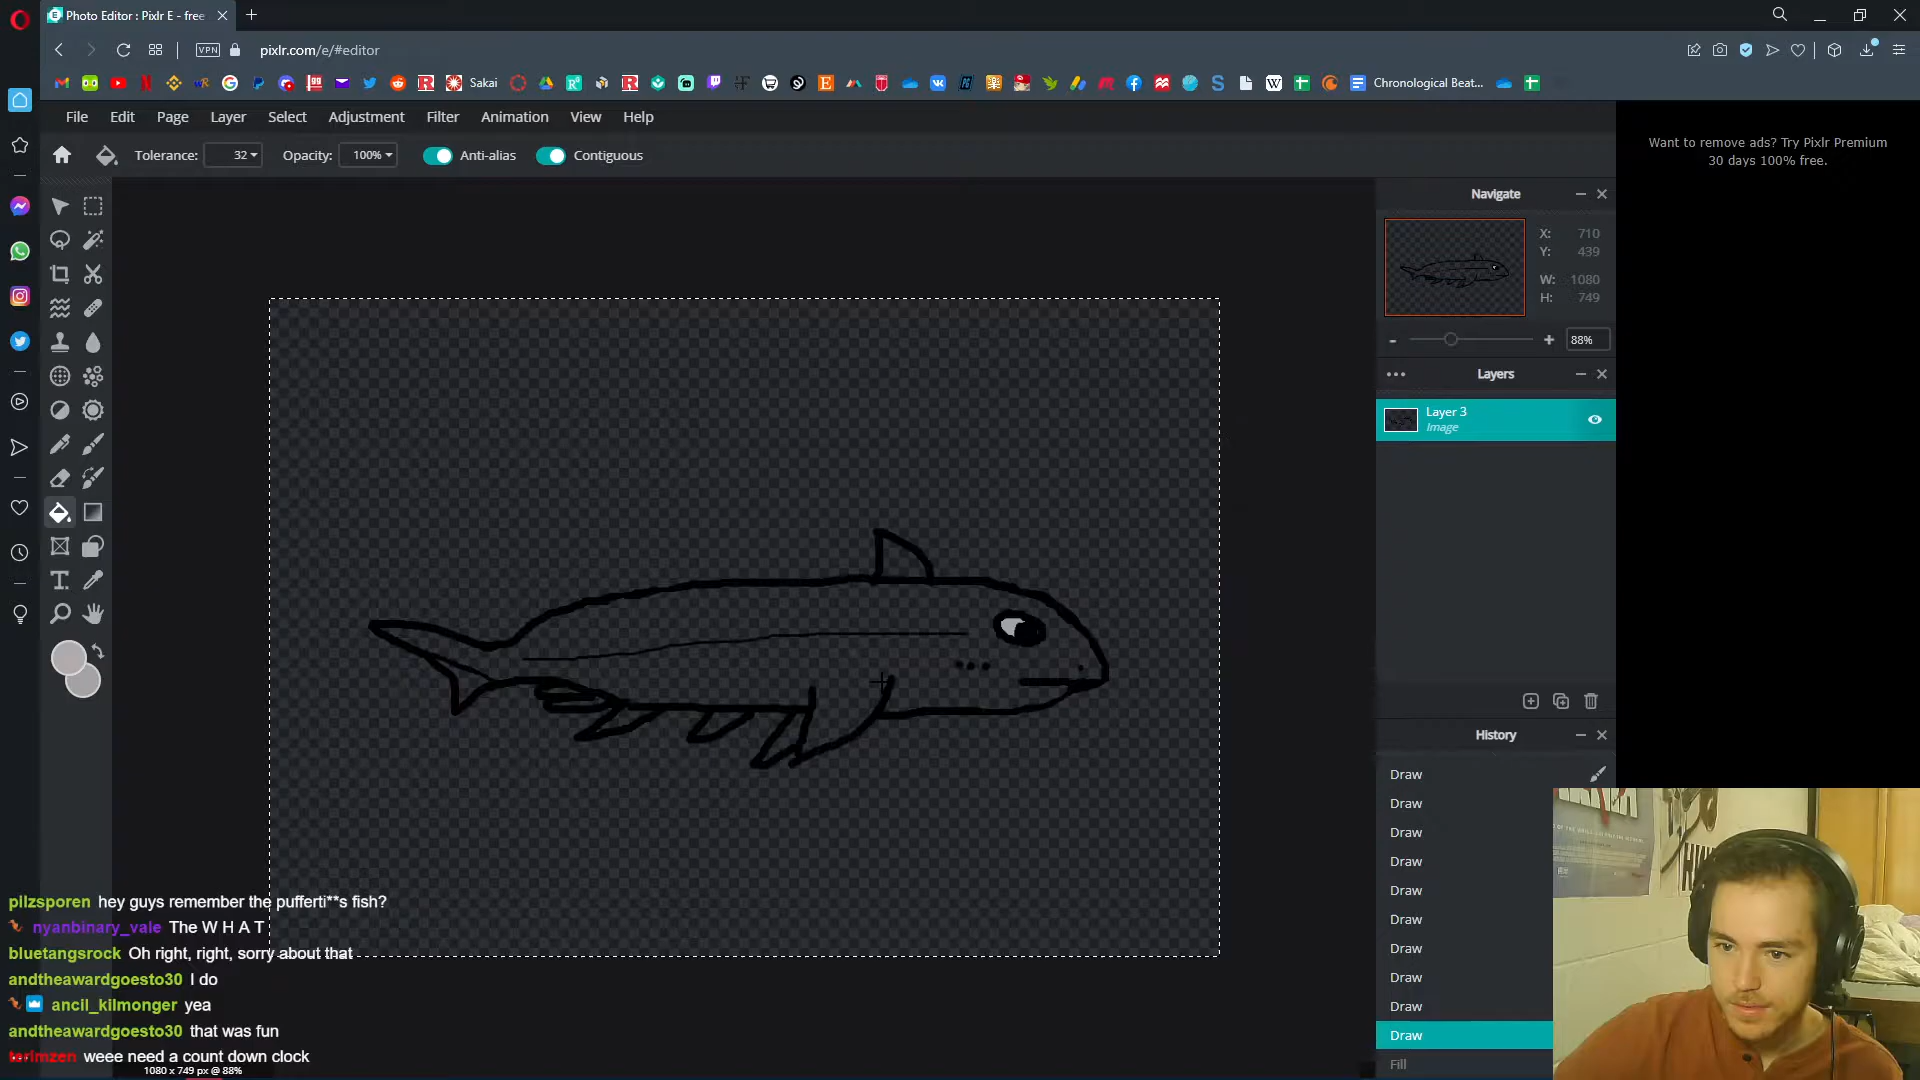 Photo Editor : Pixlr E - free
VPN
pixlr.com/e/#editor
Sakai
Chronological Beat...
File Edit Page Layer Select Adjustment Filter Animation View Help
Tolerance: 32 Opacity: 100% Anti-alias Contiguous
Want to remove ads? Try Pixlr Premium
30 days 100% free.
Navigate
X: 710
Y: 439
W: 1080
H: 749
88%
Layers
Layer 3
Image
History
Draw
Draw
Draw
Draw
Draw
Draw
Draw
Draw
Draw
Draw
Fill
pilzsporen hey guys remember the pufferti**s fish?
nyanbinary_vale The W H A T
bluetangsrock Oh right, right, sorry about that
andtheawardgoesto30 I do
ancil_kilmonger yea
andtheawardgoesto30 that was fun
terimzen weee need a count down clock
1080 x 749 px @ 88%